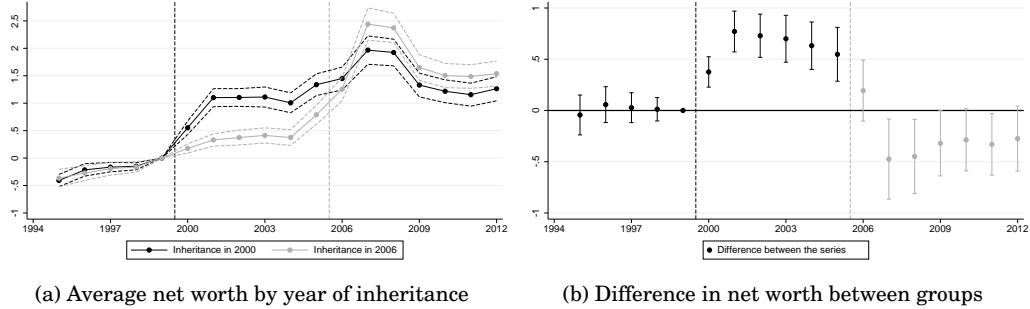 2.5
2
1.5
1
.5
0
-.5
-1
1994 1997 2000 2003 2006 2009 2012
Inheritance in 2000 Inheritance in 2006
(a) Average net worth by year of inheritance
1
.5
0
-.5
-1
1994 1997 2000 2003 2006 2009 2012
Difference between the series
(b) Difference in net worth between groups